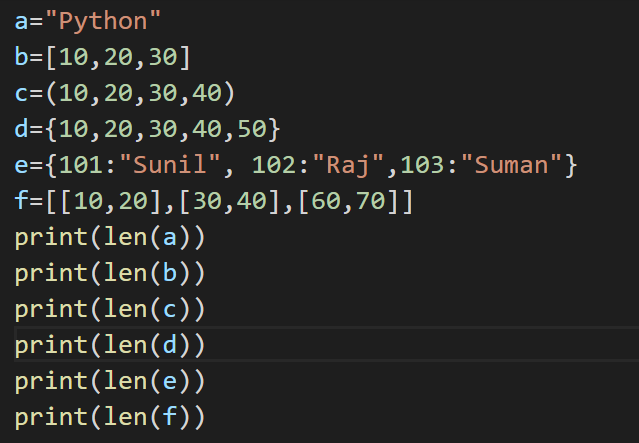 a="Python"
b=[10,20,30]
c=(10,20,30,40)
d={10,20,30,40,50}
e={101:"Sunil", 102:"Raj",103:"Suman"}
f=[[10,20],[30,40],[60,70]]
print(len(a))
print(len(b))
print(len(c))
print(len(d))
print(len(e))
print(len(f))